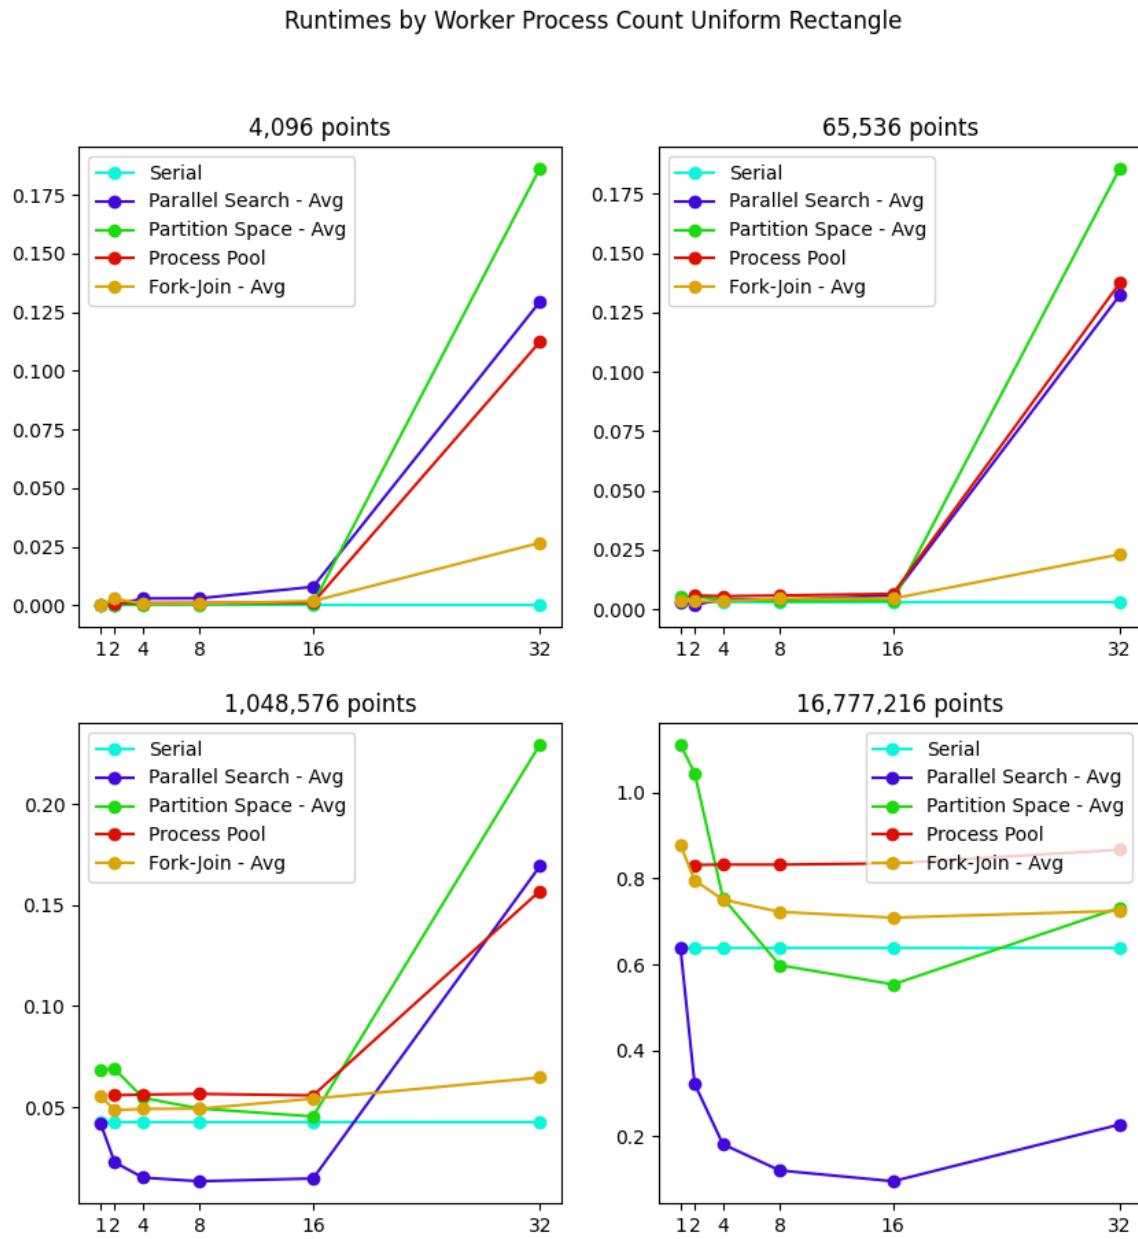 Runtimes by Worker Process Count Uniform Rectangle
4,096 points
Serial
Parallel Search - Avg
Partition Space - Avg
Process Pool
Fork-Join - Avg
0.175
0.150
0.125
0.100
0.075
0.050
0.025
0.000
1 2 4 8 16 32
65,536 points
Serial
Parallel Search - Avg
Partition Space - Avg
Process Pool
Fork-Join - Avg
0.175
0.150
0.125
0.100
0.075
0.050
0.025
0.000
1 2 4 8 16 32
1,048,576 points
Serial
Parallel Search - Avg
Partition Space - Avg
Process Pool
Fork-Join - Avg
0.20
0.15
0.10
0.05
1 2 4 8 16 32
16,777,216 points
Serial
Parallel Search - Avg
Partition Space - Avg
Process Pool
Fork-Join - Avg
1.0
0.8
0.6
0.4
0.2
1 2 4 8 16 32